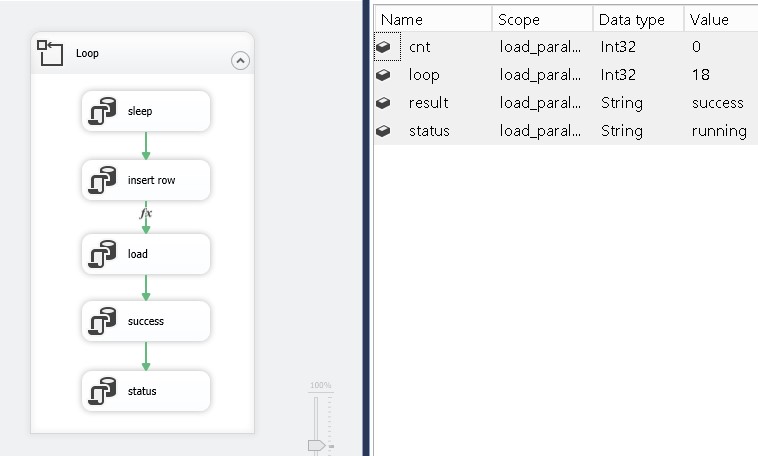 Loop
sleep
insert row
fx
load
success
status
100%
Name Scope Data type Value
cnt load_paral... Int32 0
loop load_paral... Int32 18
result load_paral... String success
status load_paral... String running